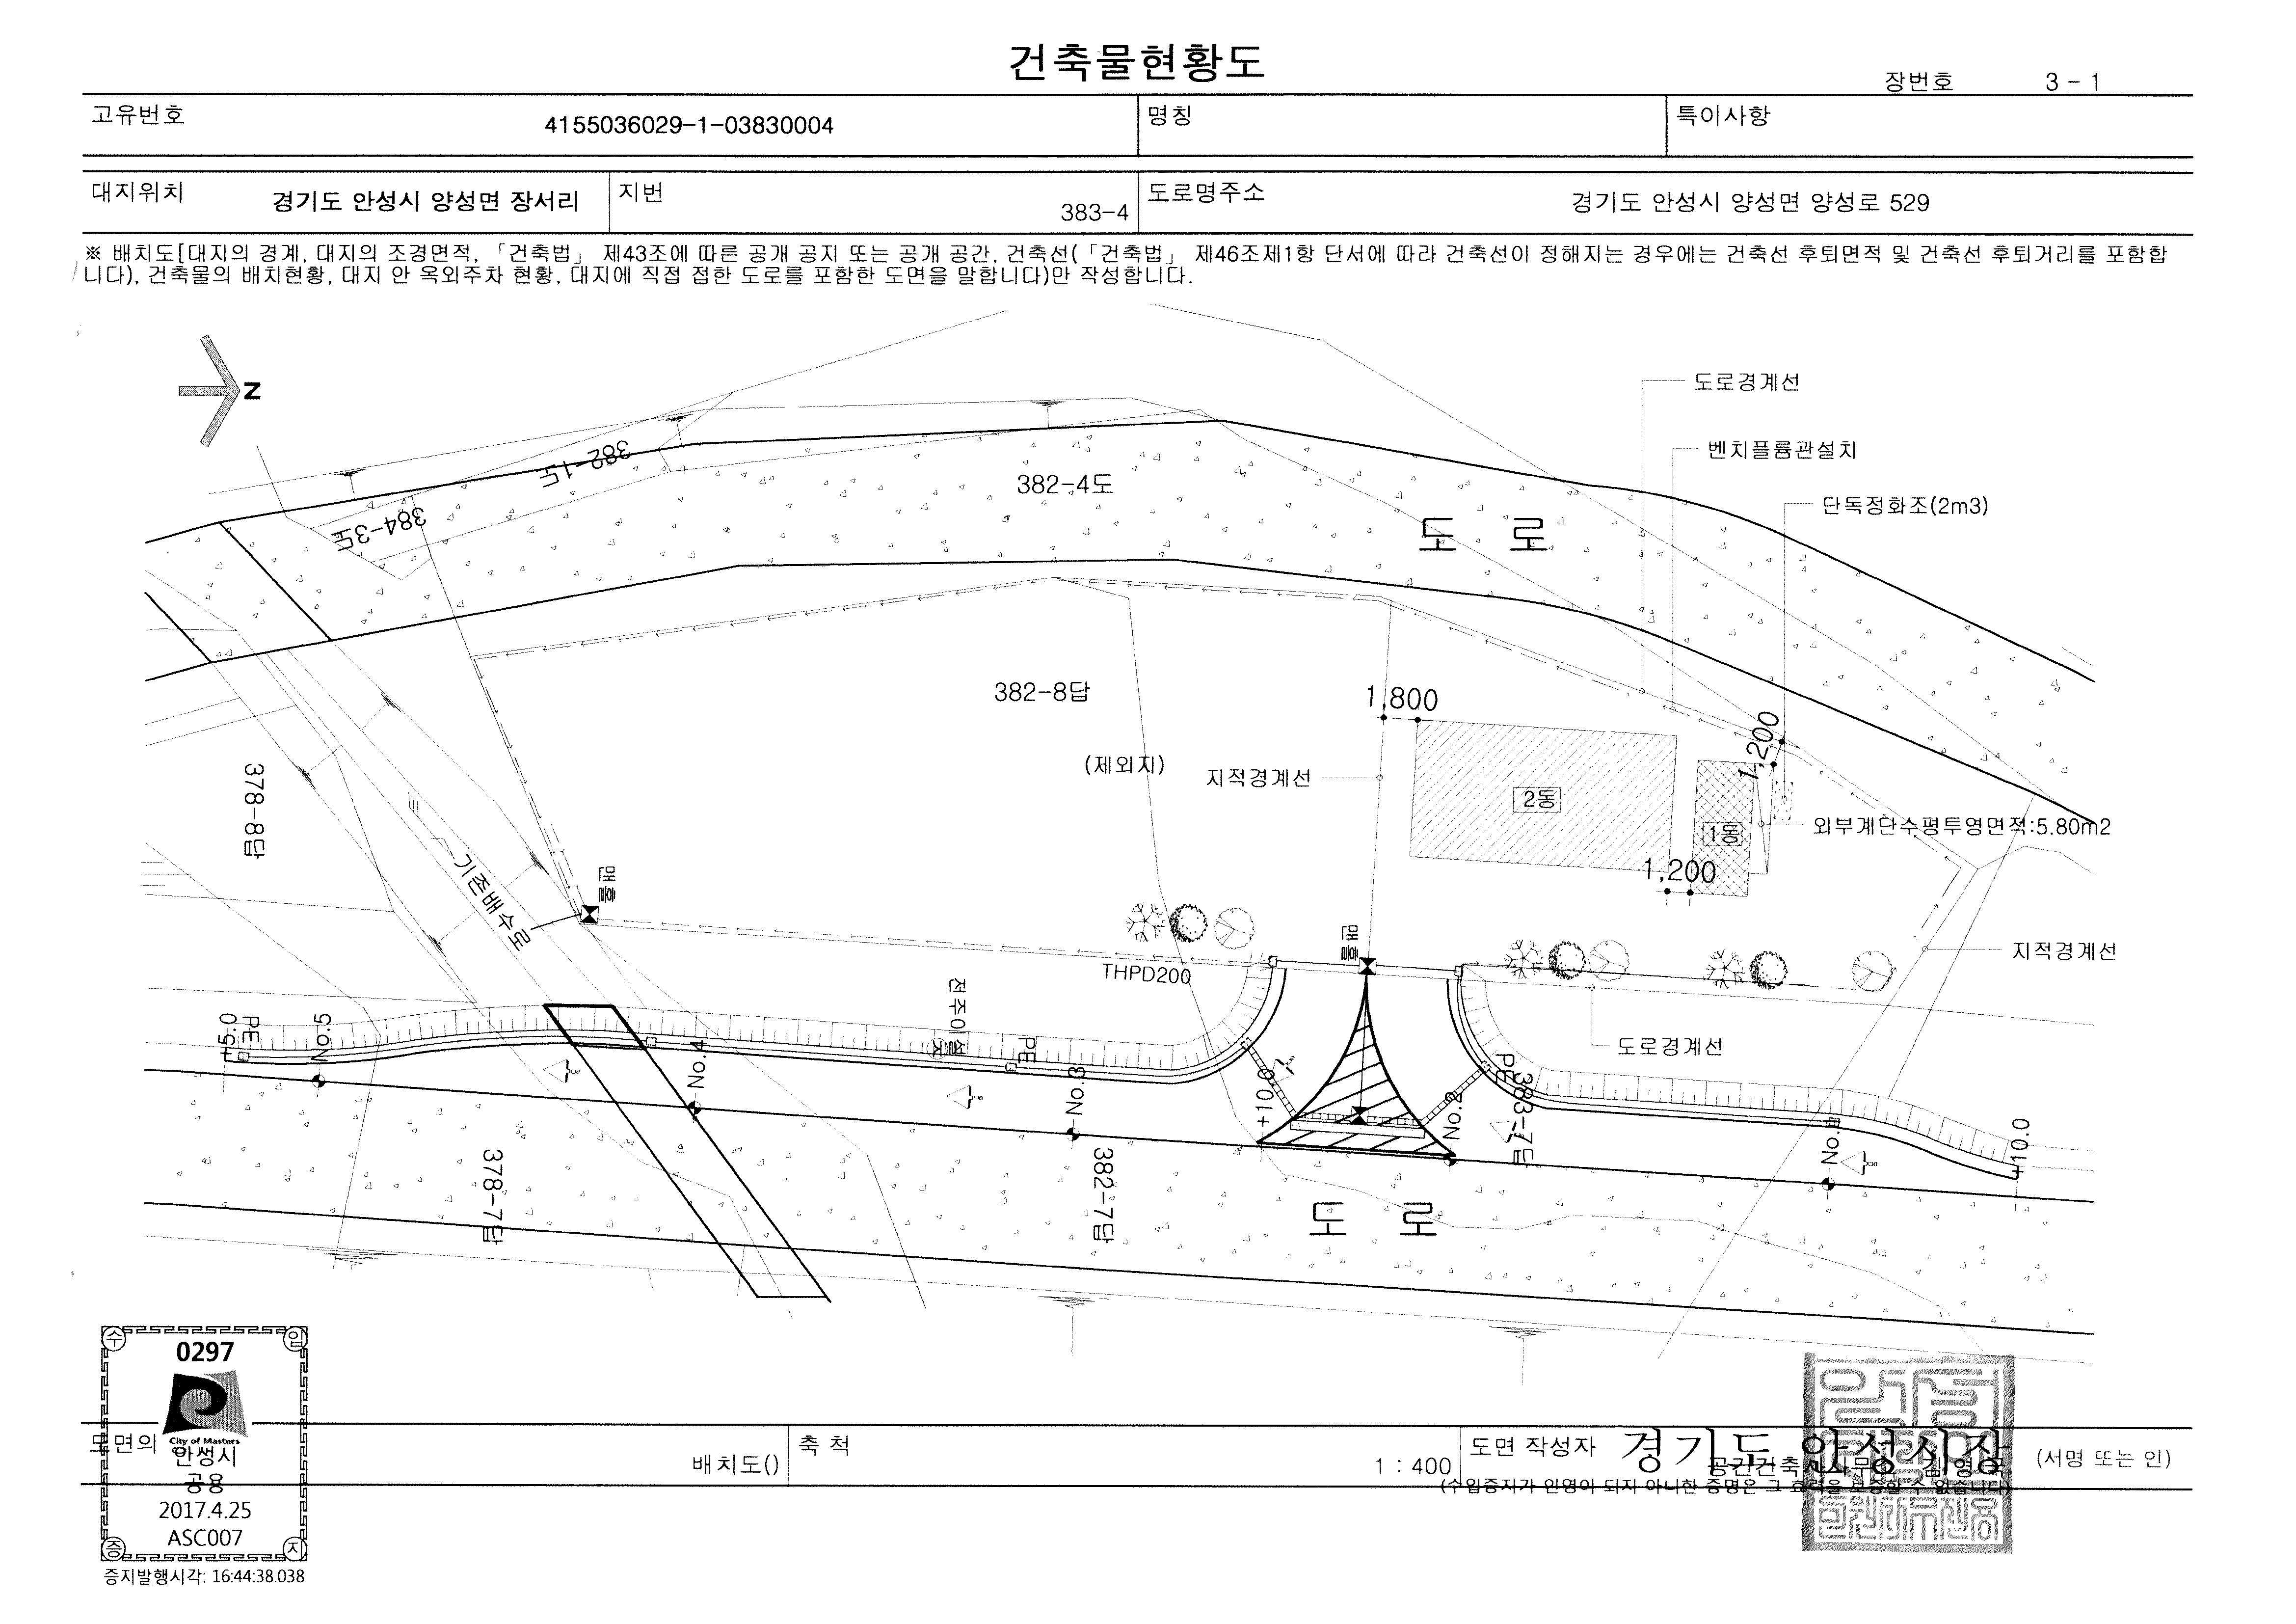 건축물현황도
장번호 3 - 1
고유번호 4155036029-1-03830004 명칭 특이사항
대지위치 경기도 안성시 양성면 장서리 지번 383-4 도로명주소 경기도 안성시 양성면 양성로 529
※ 배치도[대지의 경계, 대지의 조경면적, 「건축법」 제43조에 따른 공개 공지 또는 공개 공간, 건축선(「건축법」 제46조제1항 단서에 따라 건축선이 정해지는 경우에는 건축선 후퇴면적 및 건축선 후퇴거리를 포함합
니다), 건축물의 배치현황, 대지 안 옥외주차 현황, 대지에 직접 접한 도로를 포함한 도면을 말합니다)만 작성합니다.
N
도로경계선
벤치플륨관설치
단독정화조(2m3)
382-1도
384-3도
382-4도
도 로
382-8답
1,800
(제외지)
지적경계선
2동
1,200
1동
외부계단수평투영면적:5.80m2
1,200
378-8답
기존배수로
맨홀
맨홀
THPD200
지적경계선
도로경계선
전주이설
+5.0
PE
No.5
No.4
PE
No.3
+10.0
No.2
PE
383-7답
No.1
+10.0
378-7답
382-7답
도 로
수 입
0297
City of Masters
안성시
공용
2017.4.25
ASC007
증 지
증지발행시각: 16:44:38.038
도면의 배치도() 축 척 1 : 400 도면 작성자 공간건축사사무 김영국 (서명 또는 인)
경기도 안성시장
(수입증지가 인영이 되지 아니한 증명은 그 효력을 보증할 수 없습니다)